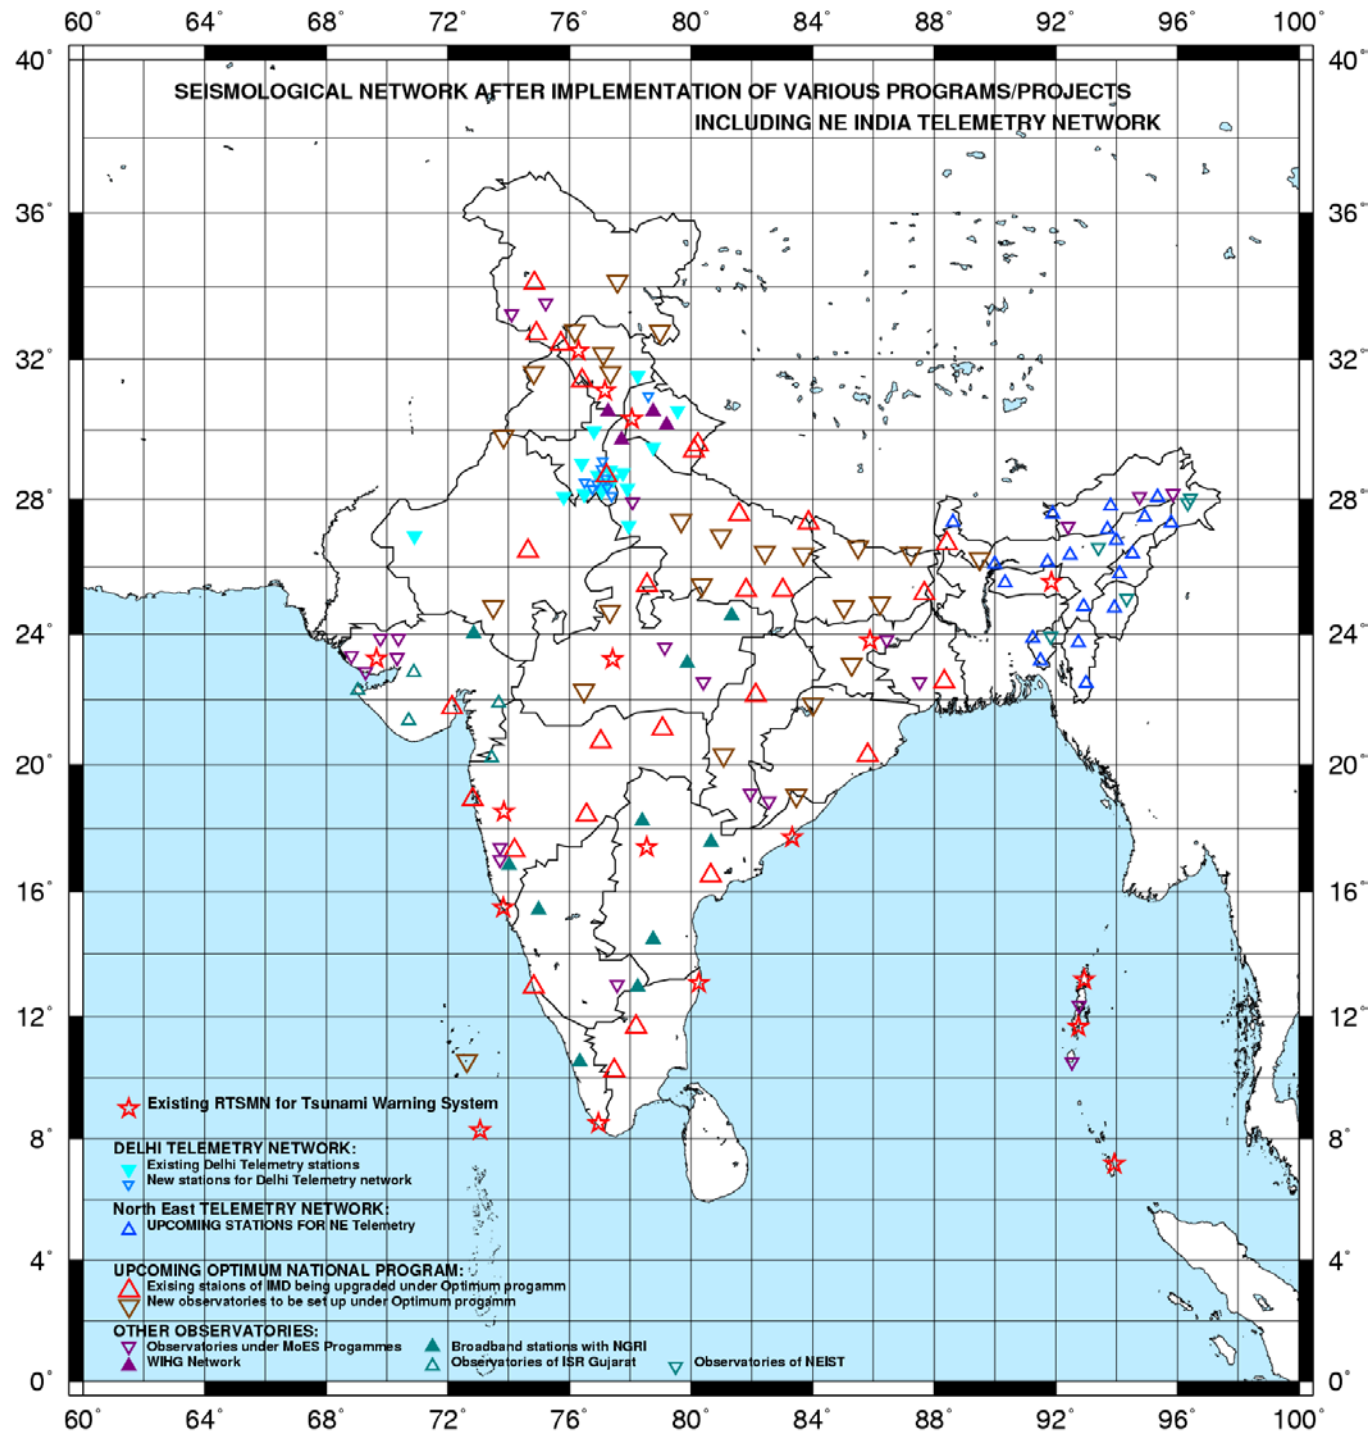 60° 64° 68° 72° 76° 80° 84° 88° 92° 96° 100°
40° 40°
SEISMOLOGICAL NETWORK AFTER IMPLEMENTATION OF VARIOUS PROGRAMS/PROJECTS
INCLUDING NE INDIA TELEMETRY NETWORK
36° 36°
32° 32°
28° 28°
24° 24°
20° 20°
16° 16°
12° 12°
Existing RTSMN for Tsunami Warning System
8° 8°
DELHI TELEMETRY NETWORK:
Existing Delhi Telemetry stations
New stations for Delhi Telemetry network
North East TELEMETRY NETWORK:
UPCOMING STATIONS FOR NE Telemetry
4° 4°
UPCOMING OPTIMUM NATIONAL PROGRAM:
Exising staions of IMD being upgraded under Optimum progamm
New observatories to be set up under Optimum progamm
OTHER OBSERVATORIES:
Observatories under MoES Progammes Broadband stations with NGRI
WIHG Network Observatories of ISR Gujarat Observatories of NEIST
0° 0°
60° 64° 68° 72° 76° 80° 84° 88° 92° 96° 100°